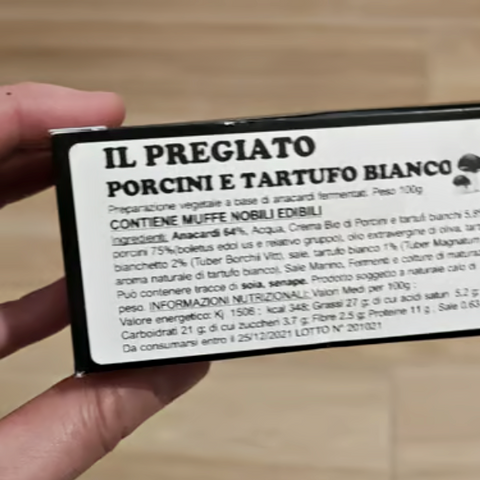 IL PREGIATO
PORCINI E TARTUFO BIANCO
Preparazione vegetale a base di anacardi fermentati. Peso 100g
CONTIENE MUFFE NOBILI EDIBILI
Ingredienti: Anacardi 64%, Acqua, Crema Bio di Porcini e tartufi bianchi 5,8
porcini 75%(boletus edulis e relativo gruppo), olio extravergine di oliva, tart
bianchetto 2% (Tuber Borchii Vitt), sale, tartufo bianco 1% (Tuber Magnatum
aroma naturale di tartufo bianco), Sale Marino, Fermenti e colture di matura
Può contenere tracce di soia, senape. Prodotto soggetto a naturale calo di
peso. INFORMAZIONI NUTRIZIONALI: Valori Medi per 100g:
Valore energetico: Kj 1506; kcal 348; Grassi 27 g; di cui acidi saturi 5.2 g
Carboidrati 21 g; di cui zuccheri 3.7 g; Fibre 2.5 g; Proteine 11 g; Sale 0.63
Da consumarsi entro il 25/12/2021 LOTTO N° 201021